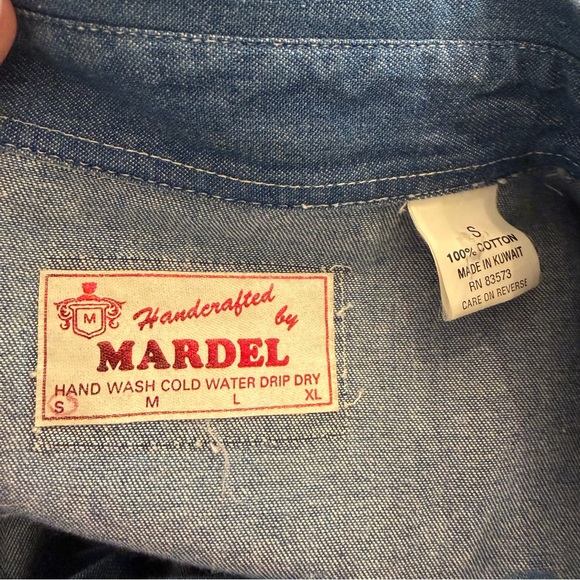 M
Handcrafted
by
MARDEL
HAND WASH COLD WATER DRIP DRY
S M L XL
S
100% COTTON
MADE IN KUWAIT
RN 83573
CARE ON REVERSE